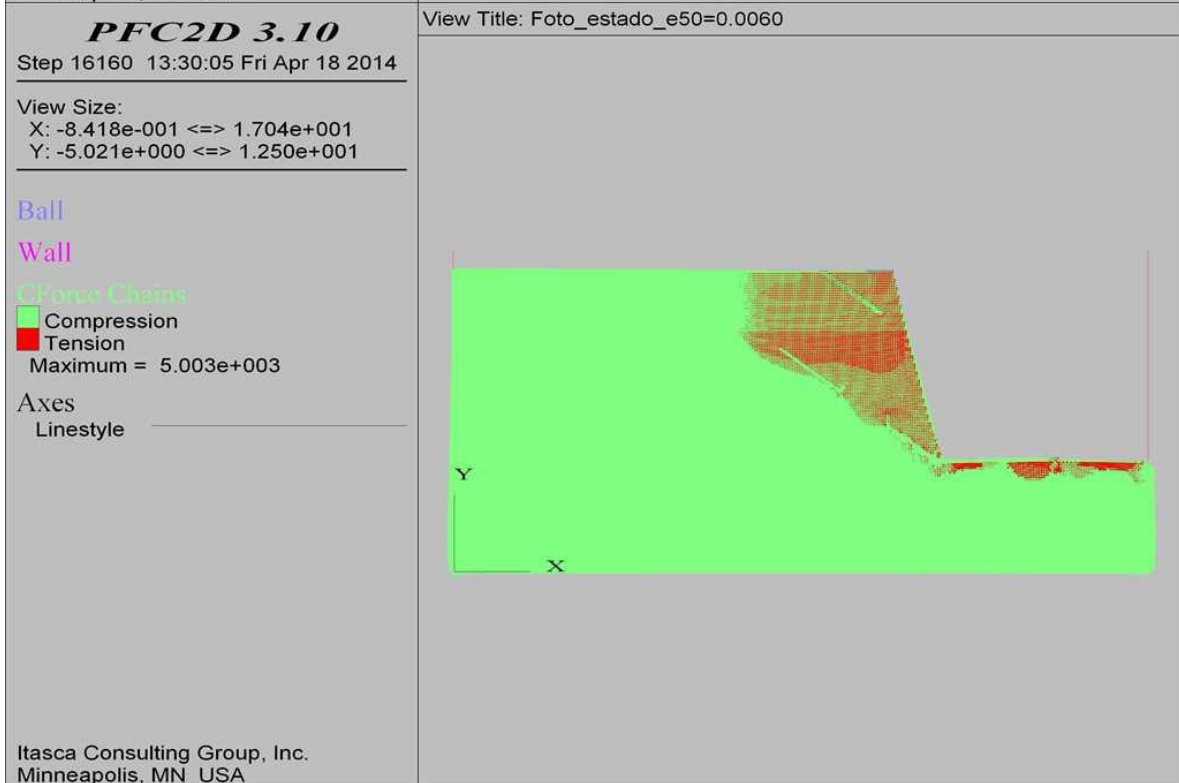 PFC2D 3.10
Step 16160 13:30:05 Fri Apr 18 2014
View Size:
X: -8.418e-001 <=> 1.704e+001
Y: -5.021e+000 <=> 1.250e+001
Ball
Wall
CForce Chains
Compression
Tension
Maximum = 5.003e+003
Axes
Linestyle
Itasca Consulting Group, Inc.
Minneapolis, MN USA
View Title: Foto_estado_e50=0.0060
Y
X